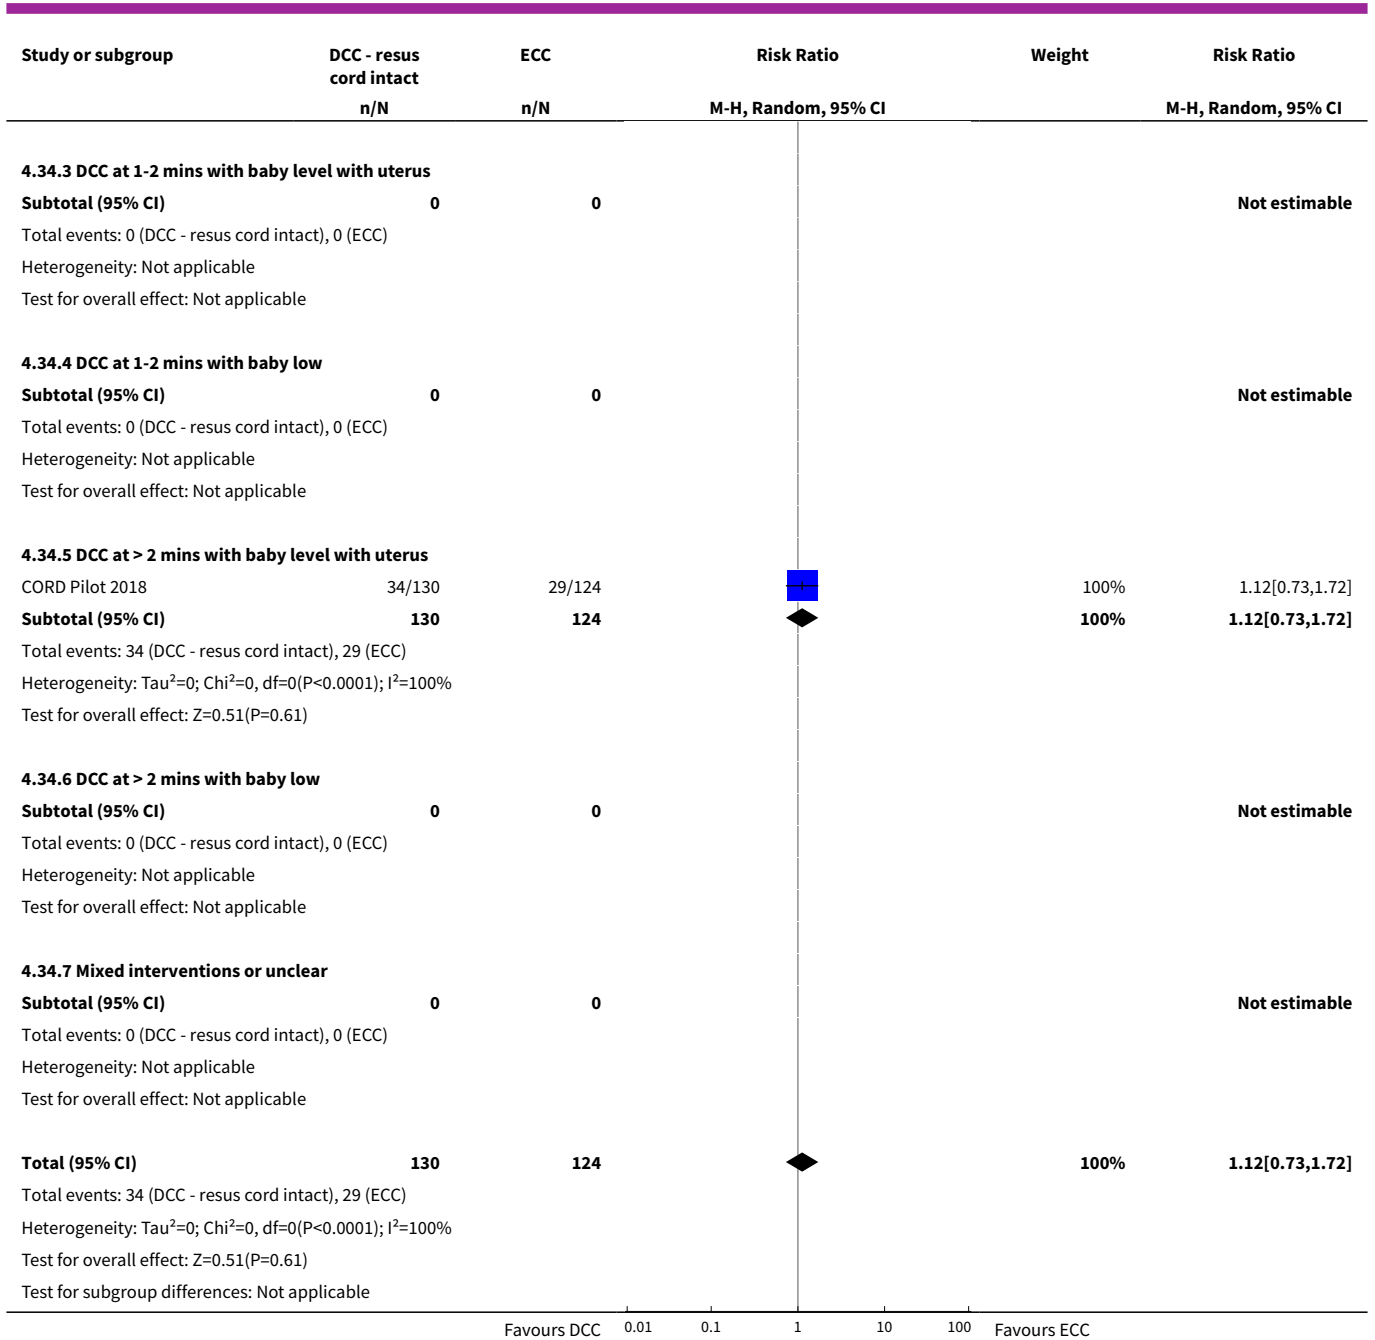 Study or subgroup DCC - resus cord intact ECC Risk Ratio Weight Risk Ratio
n/N n/N M-H, Random, 95% CI M-H, Random, 95% CI
4.34.3 DCC at 1-2 mins with baby level with uterus
Subtotal (95% CI) 0 0 Not estimable
Total events: 0 (DCC - resus cord intact), 0 (ECC)
Heterogeneity: Not applicable
Test for overall effect: Not applicable
4.34.4 DCC at 1-2 mins with baby low
Subtotal (95% CI) 0 0 Not estimable
Total events: 0 (DCC - resus cord intact), 0 (ECC)
Heterogeneity: Not applicable
Test for overall effect: Not applicable
4.34.5 DCC at > 2 mins with baby level with uterus
CORD Pilot 2018 34/130 29/124 100% 1.12[0.73,1.72]
Subtotal (95% CI) 130 124 100% 1.12[0.73,1.72]
Total events: 34 (DCC - resus cord intact), 29 (ECC)
Heterogeneity: Tau²=0; Chi²=0, df=0(P<0.0001); I²=100%
Test for overall effect: Z=0.51(P=0.61)
4.34.6 DCC at > 2 mins with baby low
Subtotal (95% CI) 0 0 Not estimable
Total events: 0 (DCC - resus cord intact), 0 (ECC)
Heterogeneity: Not applicable
Test for overall effect: Not applicable
4.34.7 Mixed interventions or unclear
Subtotal (95% CI) 0 0 Not estimable
Total events: 0 (DCC - resus cord intact), 0 (ECC)
Heterogeneity: Not applicable
Test for overall effect: Not applicable
Total (95% CI) 130 124 100% 1.12[0.73,1.72]
Total events: 34 (DCC - resus cord intact), 29 (ECC)
Heterogeneity: Tau²=0; Chi²=0, df=0(P<0.0001); I²=100%
Test for overall effect: Z=0.51(P=0.61)
Test for subgroup differences: Not applicable
Favours DCC 0.01 0.1 1 10 100 Favours ECC